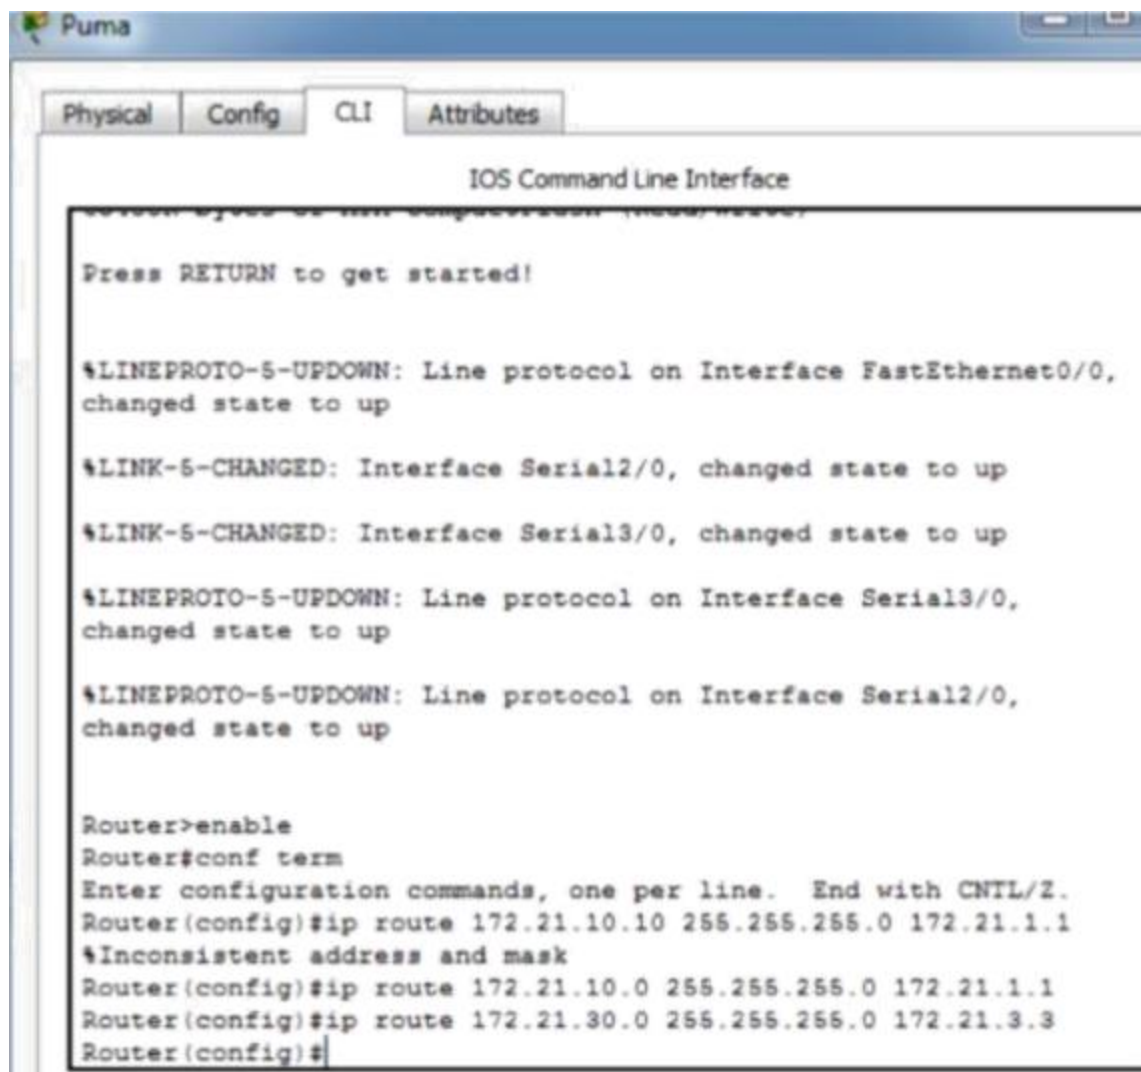 Puma
Physical Config CLI Attributes
IOS Command Line Interface
Press RETURN to get started!
%LINEPROTO-5-UPDOWN: Line protocol on Interface FastEthernet0/0,
changed state to up
%LINK-5-CHANGED: Interface Serial2/0, changed state to up
%LINK-5-CHANGED: Interface Serial3/0, changed state to up
%LINEPROTO-5-UPDOWN: Line protocol on Interface Serial3/0,
changed state to up
%LINEPROTO-5-UPDOWN: Line protocol on Interface Serial2/0,
changed state to up
Router>enable
Router#conf term
Enter configuration commands, one per line. End with CNTL/Z.
Router(config)#ip route 172.21.10.10 255.255.255.0 172.21.1.1
%Inconsistent address and mask
Router(config)#ip route 172.21.10.0 255.255.255.0 172.21.1.1
Router(config)#ip route 172.21.30.0 255.255.255.0 172.21.3.3
Router(config)#